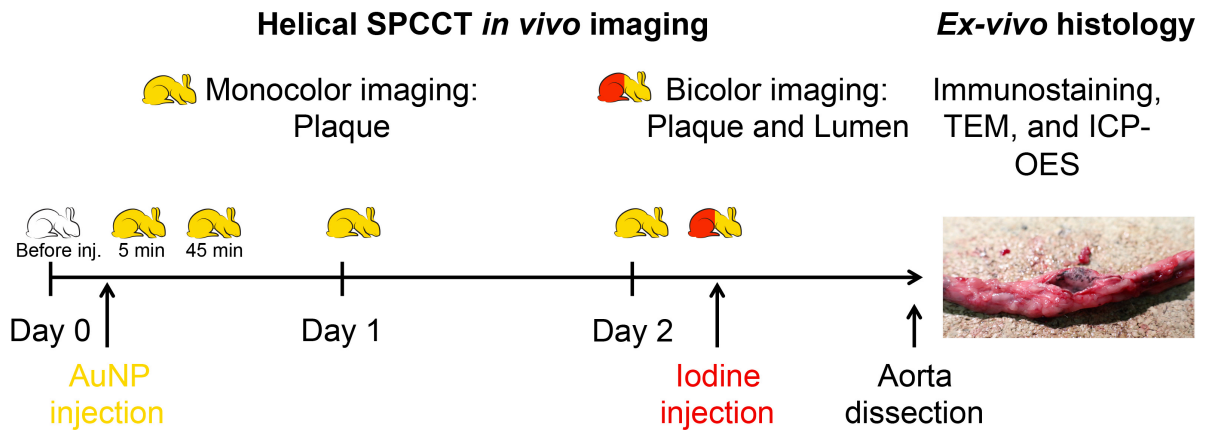 Helical SPCCT in vivo imaging
Ex-vivo histology
Monocolor imaging:
Plaque
Bicolor imaging:
Plaque and Lumen
Immunostaining,
TEM, and ICP-
OES
Before inj.
5 min
45 min
Day 0
Day 1
Day 2
AuNP
injection
Iodine
injection
Aorta
dissection